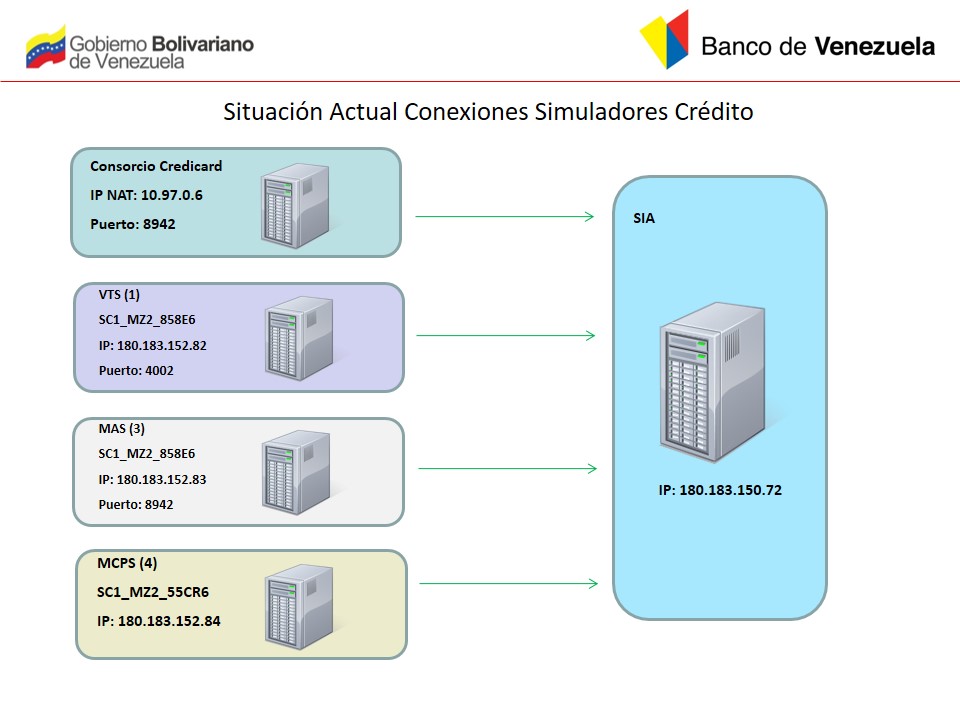 Gobierno Bolivariano
de Venezuela
Banco de Venezuela
Situación Actual Conexiones Simuladores Crédito
Consorcio Credicard
IP NAT: 10.97.0.6
Puerto: 8942
VTS (1)
SC1_MZ2_858E6
IP: 180.183.152.82
Puerto: 4002
MAS (3)
SC1_MZ2_858E6
IP: 180.183.152.83
Puerto: 8942
MCPS (4)
SC1_MZ2_55CR6
IP: 180.183.152.84
SIA
IP: 180.183.150.72